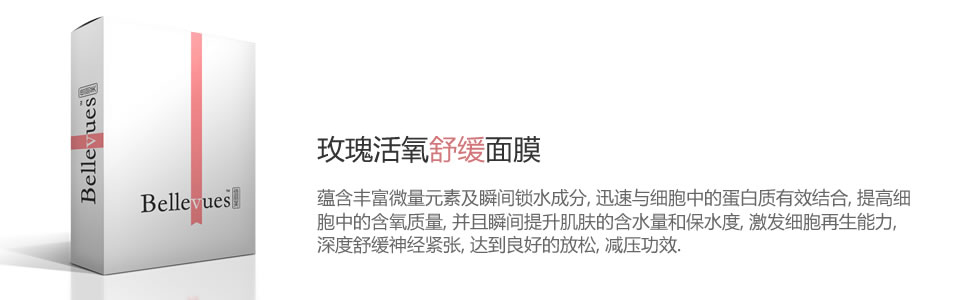 Bellevues™
Bellevues™
玫瑰活氧舒缓面膜
蕴含丰富微量元素及瞬间锁水成分, 迅速与细胞中的蛋白质有效结合, 提高细
胞中的含氧质量, 并且瞬间提升肌肤的含水量和保水度, 激发细胞再生能力,
深度舒缓神经紧张, 达到良好的放松, 减压功效.